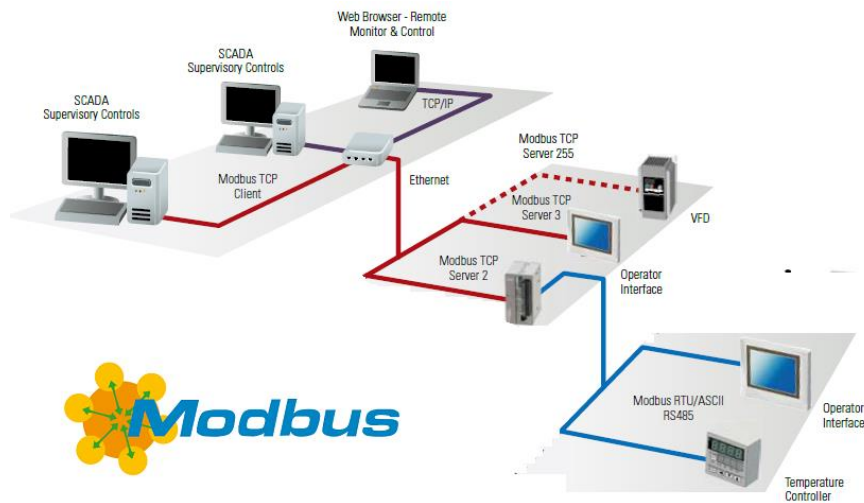 Web Browser - Remote
Monitor & Control
SCADA
Supervisory Controls
SCADA
Supervisory Controls
TCP/IP
Modbus TCP
Client
Ethernet
Modbus TCP
Server 255
VFD
Modbus TCP
Server 3
Modbus TCP
Server 2
Operator
Interface
Modbus RTU/ASCII
RS485
Operator
Interface
Temperature
Controller
Modbus